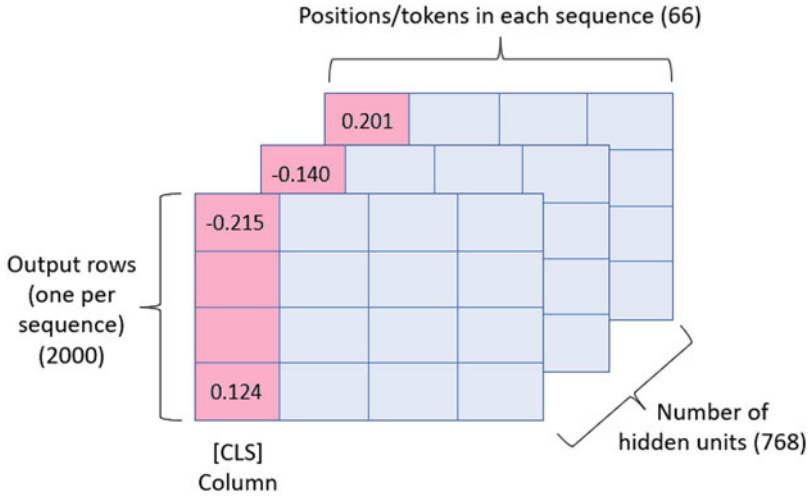 Positions/tokens in each sequence (66)
0.201
-0.140
-0.215
Output rows
(one per
sequence)
(2000)
0.124
Number of
hidden units (768)
[CLS]
Column